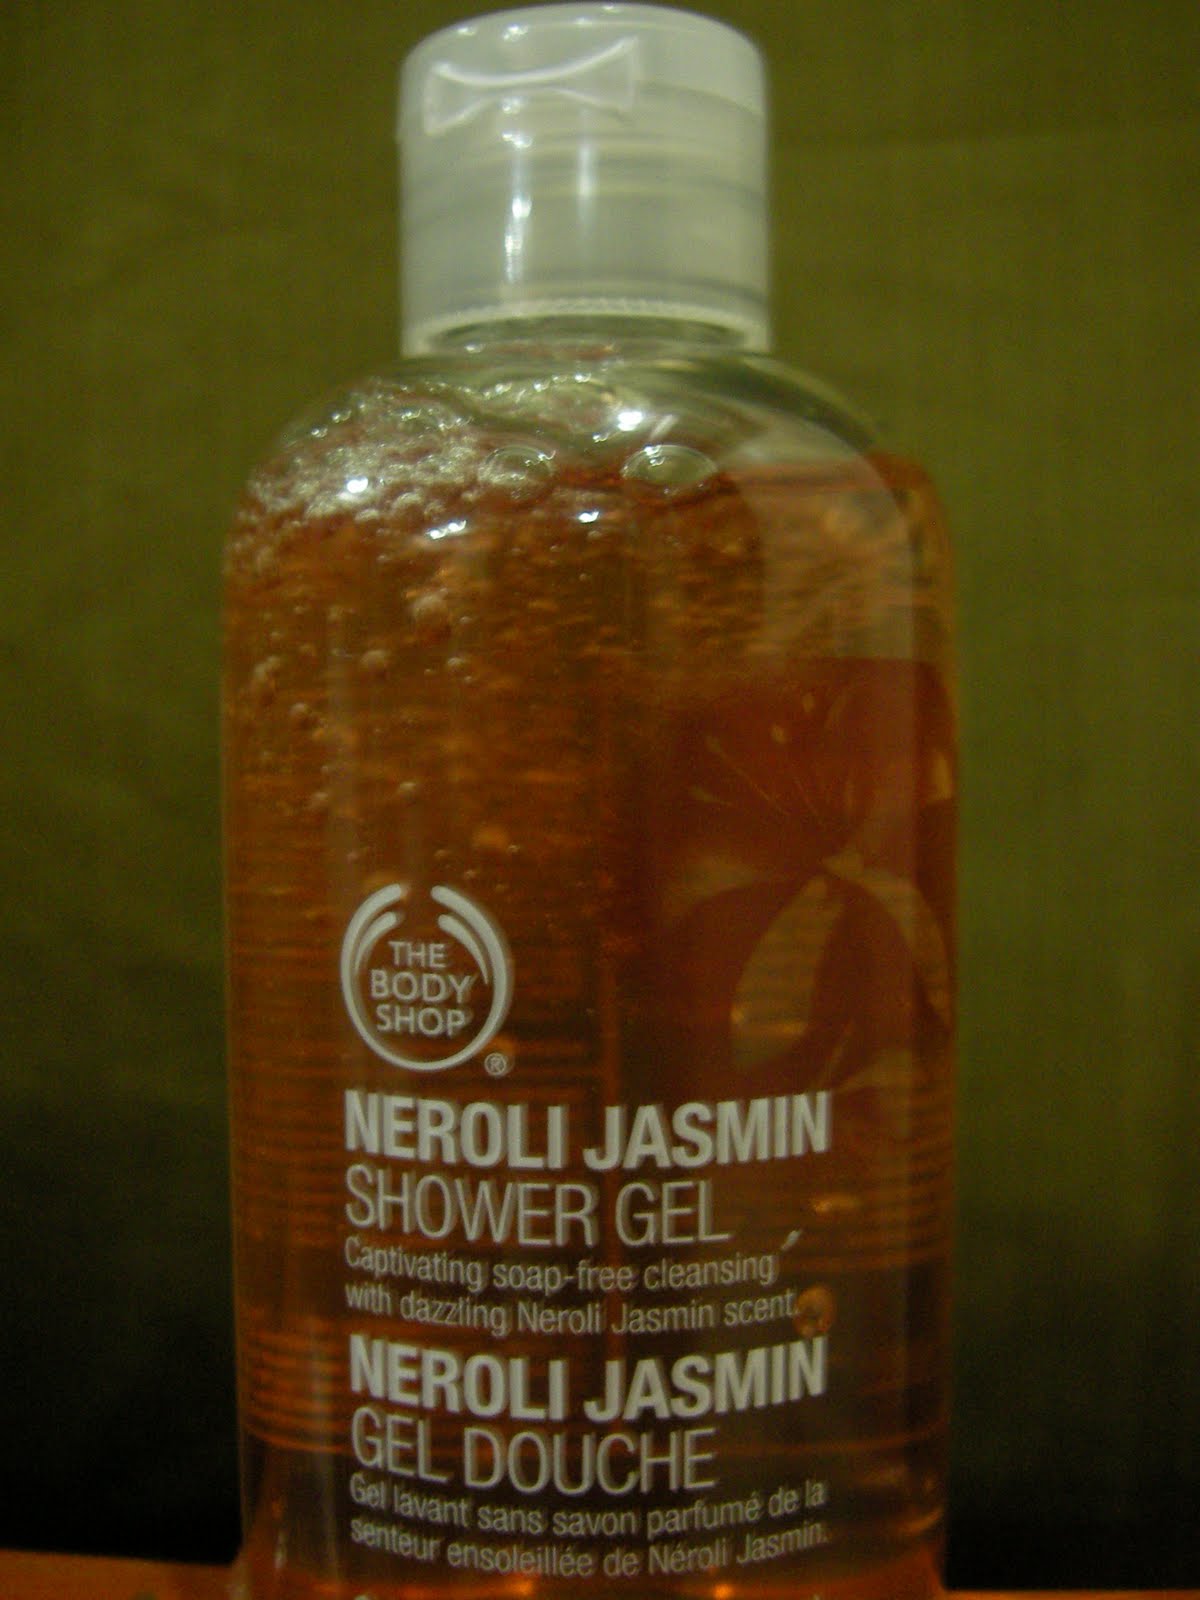 THE
BODY
SHOP
®
NEROLI JASMIN
SHOWER GEL
Captivating soap-free cleansing
with dazzling Neroli Jasmin scent.
NEROLI JASMIN
GEL DOUCHE
Gel lavant sans savon parfumé de la
senteur ensoleillée de Néroli Jasmin.